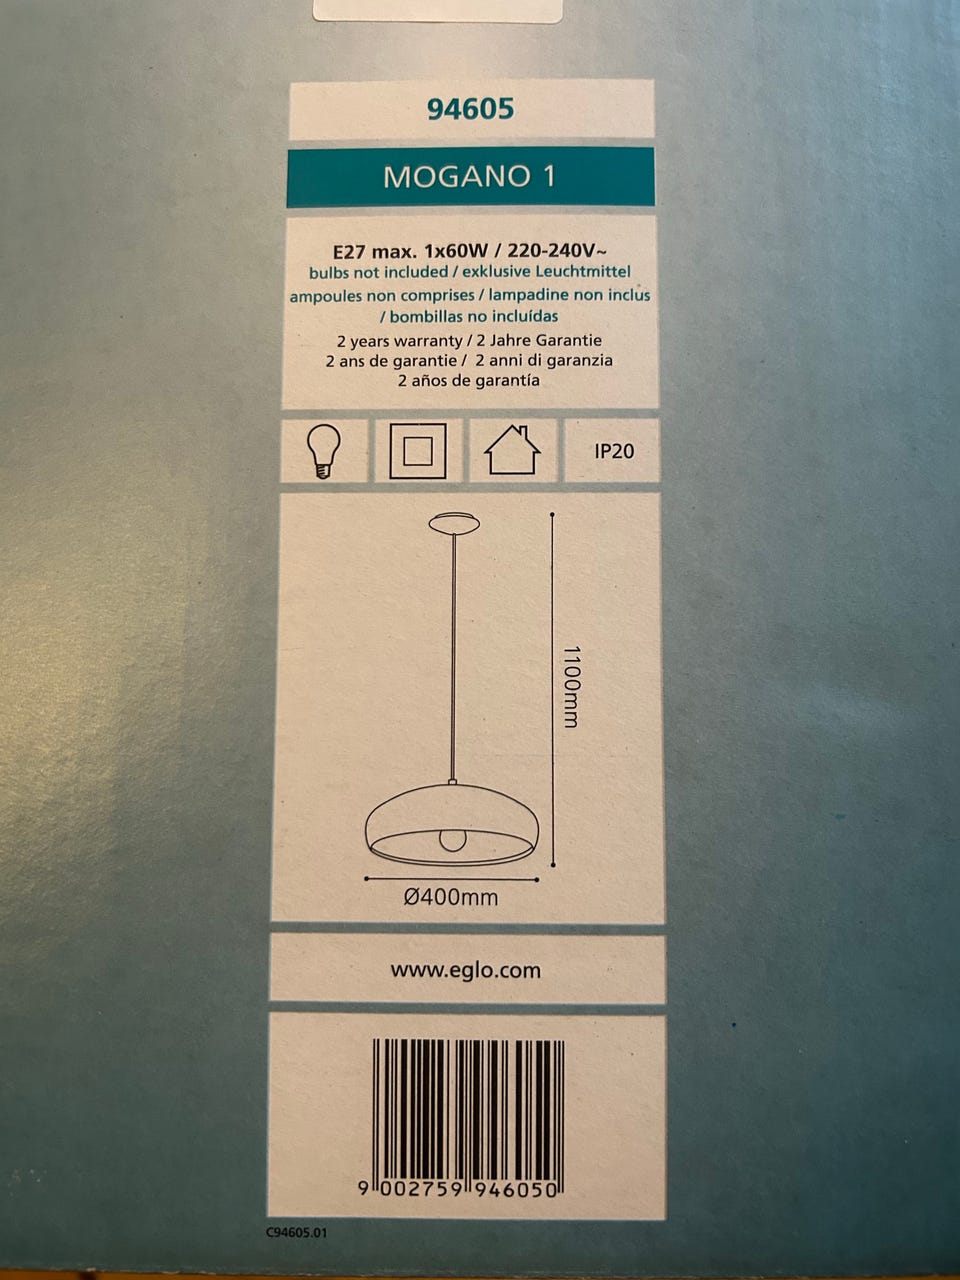 94605
MOGANO 1
E27 max. 1x60W / 220-240V~
bulbs not included / exklusive Leuchtmittel
ampoules non comprises / lampadine non inclus
/ bombillas no incluídas
2 years warranty / 2 Jahre Garantie
2 ans de garantie / 2 anni di garanzia
2 años de garantía
IP20
1100mm
Ø400mm
www.eglo.com
9 002759 946050
C94605.01